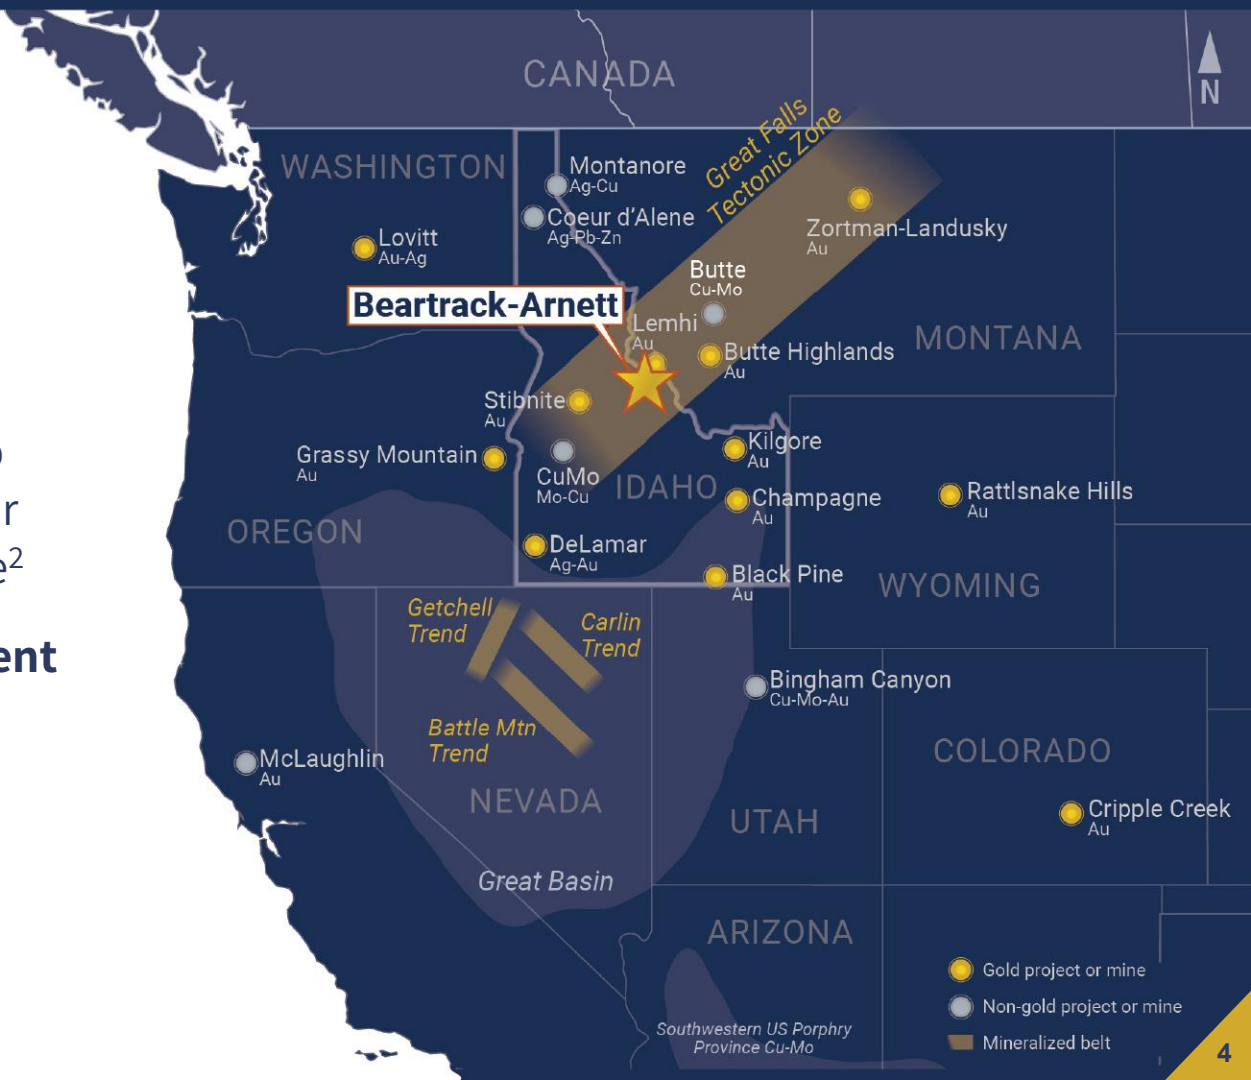 CANADA
N
Great Falls
Tectonic Zone
WASHINGTON
Montanore
Ag-Cu
Coeur d’Alene
Ag-Pb-Zn
Lovitt
Au-Ag
Zortman-Landusky
Au
Butte
Cu-Mo
Beartrack-Arnett
Lemhi
Au
MONTANA
Butte Highlands
Au
Stibnite
Au
Grassy Mountain
Au
Kilgore
Au
CuMo
Mo-Cu
IDAHO
Champagne
Au
Rattlsnake Hills
Au
r
e2
ent
OREGON
DeLamar
Ag-Au
Black Pine
Au
WYOMING
Getchell
Trend
Carlin
Trend
Bingham Canyon
Cu-Mo-Au
Battle Mtn
Trend
McLaughlin
Au
COLORADO
NEVADA
UTAH
Cripple Creek
Au
Great Basin
ARIZONA
Gold project or mine
Non-gold project or mine
Mineralized belt
Southwestern US Porphry
Province Cu-Mo
4